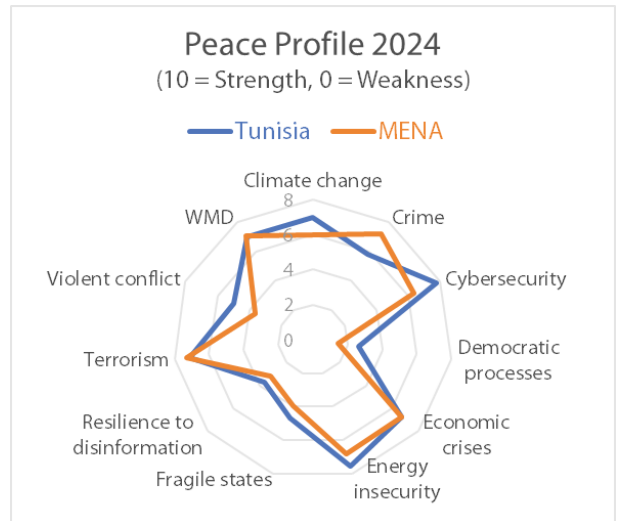 Peace Profile 2024
(10 = Strength, 0 = Weakness)
Tunisia MENA
Climate change
8
WMD
Crime
6
Violent conflict
4
Cybersecurity
2
0
Terrorism
Democratic
processes
Resilience to
disinformation
Economic
crises
Fragile states
Energy
insecurity